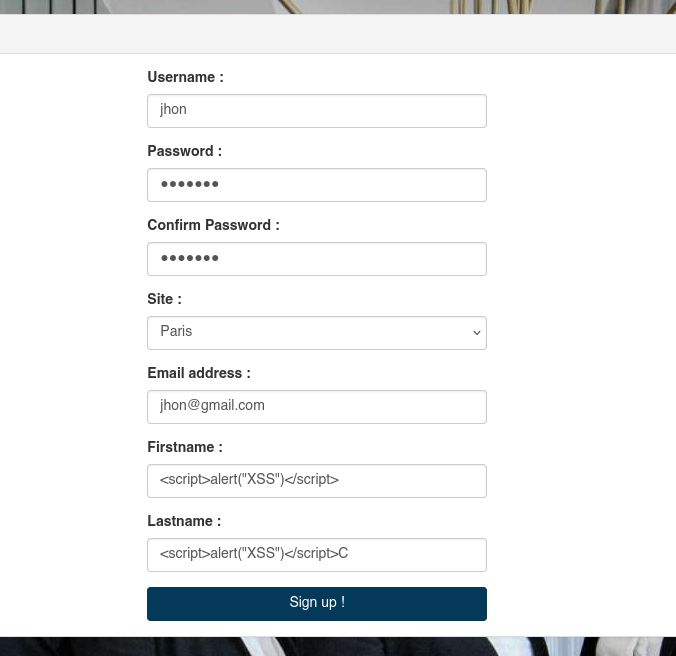 Username :
jhon
Password :
•••••••
Confirm Password :
•••••••
Site :
Paris
Email address :
jhon@gmail.com
Firstname :
<script>alert("XSS")</script>
Lastname :
<script>alert("XSS")</script>C
Sign up !